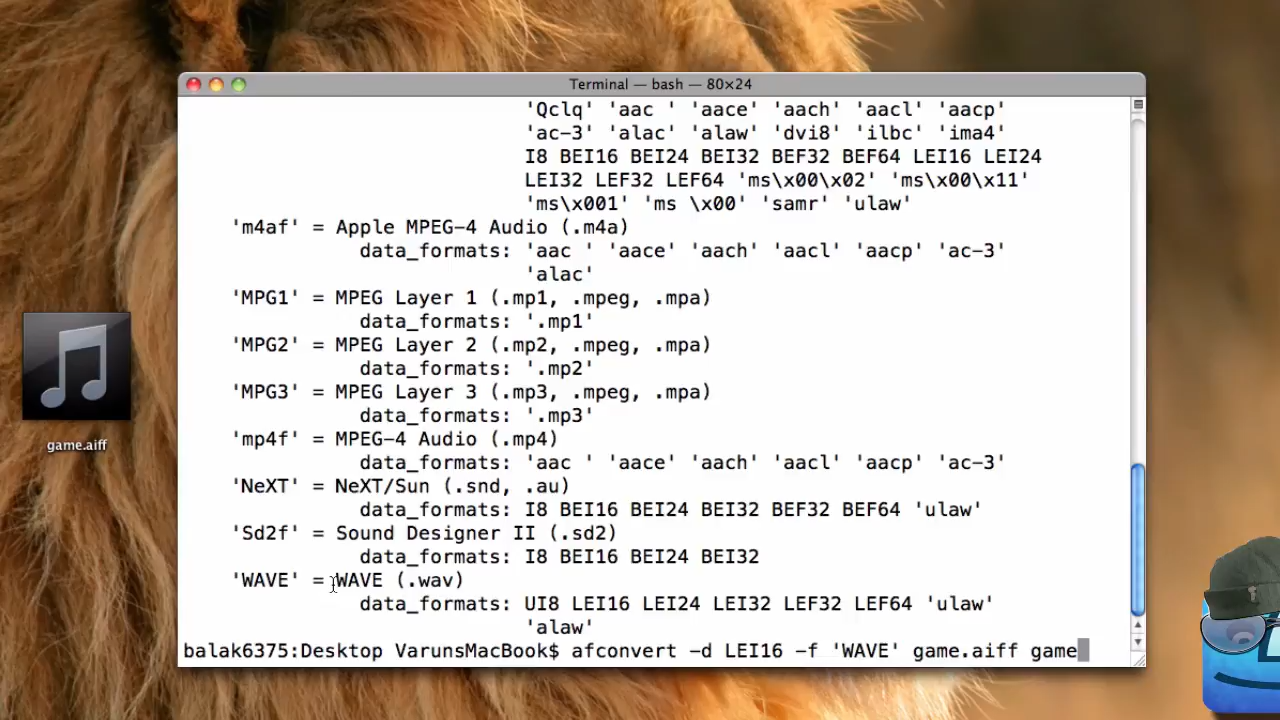 Terminal — bash — 80×24
'Qclq' 'aac ' 'aace' 'aach' 'aacl' 'aacp'
'ac-3' 'alac' 'alaw' 'dvi8' 'ilbc' 'ima4'
I8 BEI16 BEI24 BEI32 BEF32 BEF64 LEI16 LEI24
LEI32 LEF32 LEF64 'ms\x00\x02' 'ms\x00\x11'
'ms\x001' 'ms \x00' 'samr' 'ulaw'
'm4af' = Apple MPEG-4 Audio (.m4a)
data_formats: 'aac ' 'aace' 'aach' 'aacl' 'aacp' 'ac-3'
'alac'
'MPG1' = MPEG Layer 1 (.mp1, .mpeg, .mpa)
data_formats: '.mp1'
'MPG2' = MPEG Layer 2 (.mp2, .mpeg, .mpa)
data_formats: '.mp2'
'MPG3' = MPEG Layer 3 (.mp3, .mpeg, .mpa)
data_formats: '.mp3'
'mp4f' = MPEG-4 Audio (.mp4)
data_formats: 'aac ' 'aace' 'aach' 'aacl' 'aacp' 'ac-3'
'NeXT' = NeXT/Sun (.snd, .au)
data_formats: I8 BEI16 BEI24 BEI32 BEF32 BEF64 'ulaw'
'Sd2f' = Sound Designer II (.sd2)
data_formats: I8 BEI16 BEI24 BEI32
'WAVE' = WAVE (.wav)
data_formats: UI8 LEI16 LEI24 LEI32 LEF32 LEF64 'ulaw'
'alaw'
balak6375:Desktop VarunsMacBook$ afconvert -d LEI16 -f 'WAVE' game.aiff game
game.aiff